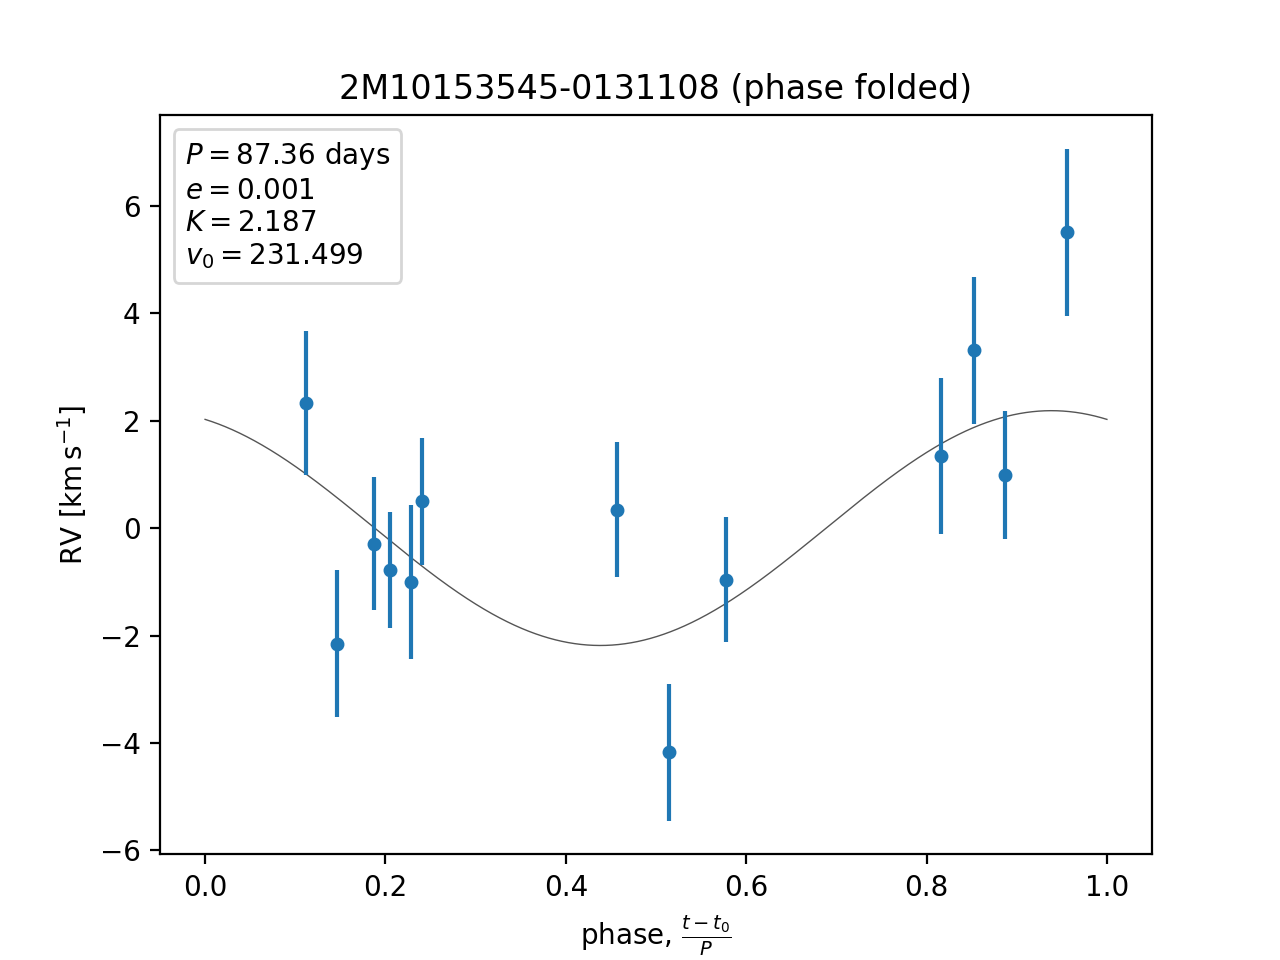 2M10153545-0131108 (phase folded)
P = 87.36 days
e = 0.001
K = 2.187
v₀ = 231.499
RV [km s⁻¹]
6
4
2
0
−2
−4
−6
0.0 0.2 0.4 0.6 0.8 1.0
phase, (t − t₀)/P